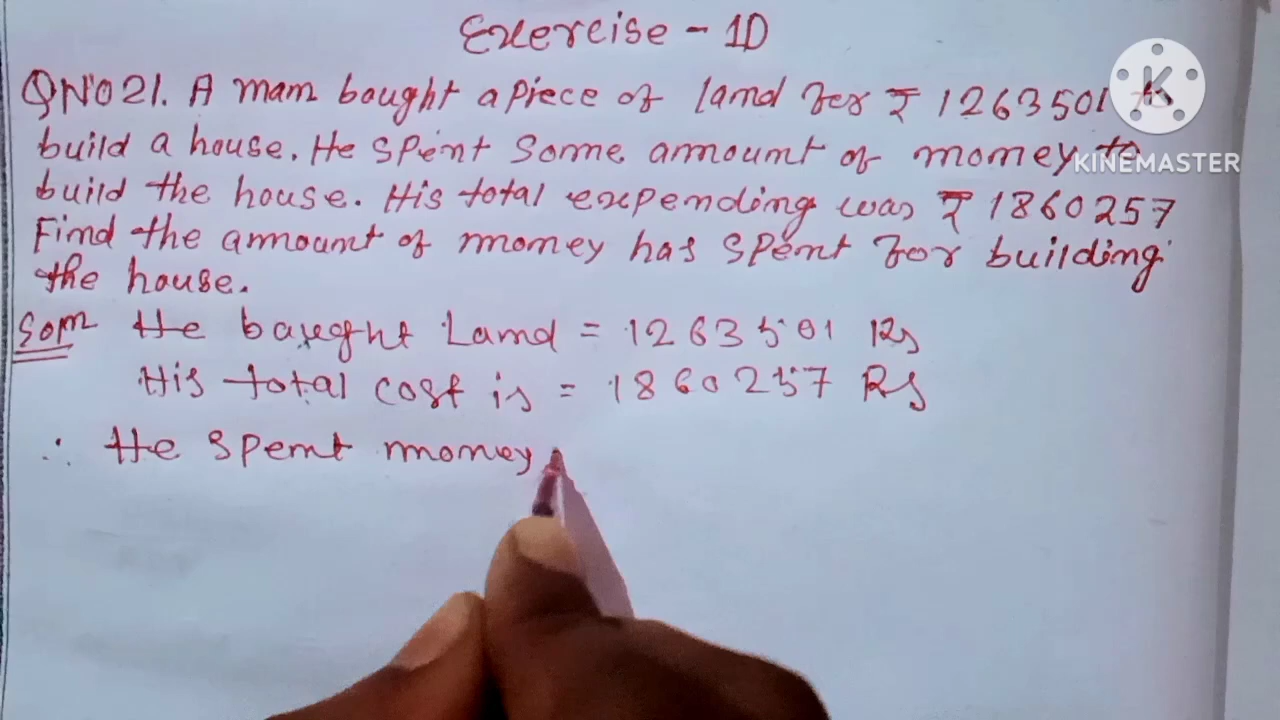 Exercise - 1D
QNO21. A man bought a piece of land for ₹ 1263501
build a house. He spent some amount of money to
build the house. His total expending was ₹ 1860257
Find the amount of money has spent for building
the house.
Soln He bought Land = 1263501 Rs
His total cost is = 1860257 Rs
∴ He spent money
K
KINEMASTER